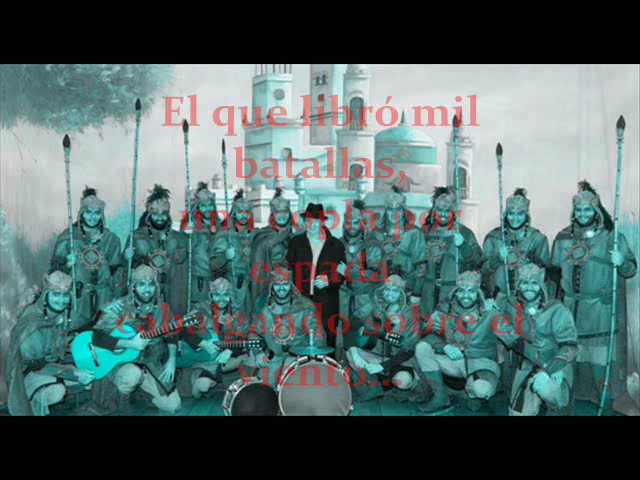 El que libró mil
batallas,
una copla por
espada
cabalgando sobre el
viento...